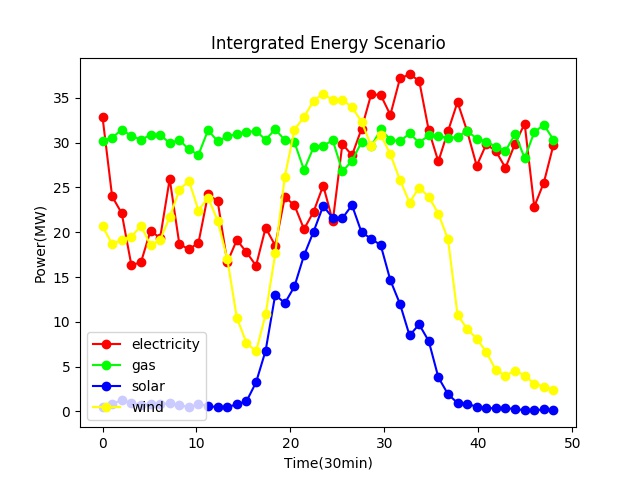 Intergrated Energy Scenario
Power(MW)
35
30
25
20
15
10
5
0
electricity
gas
solar
wind
0 10 20 30 40 50
Time(30min)